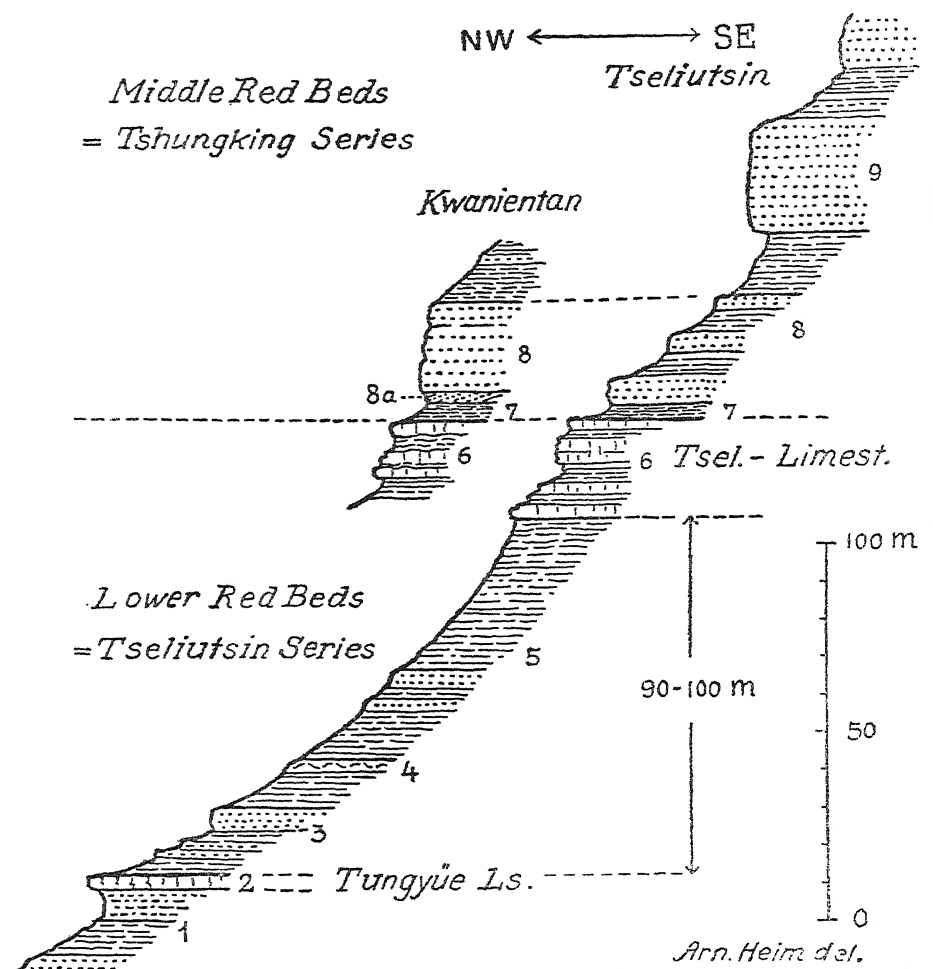 NW SE
Tseliutsin
Middle Red Beds
= Tshungking Series
Kwanientan
9
8
8
8a
7
7
6
6 Tsel. - Limest.
100 m
Lower Red Beds
= Tseliutsin Series
5
90-100 m
50
4
3
2 Tungyüe Ls.
1
0
Arn. Heim del.